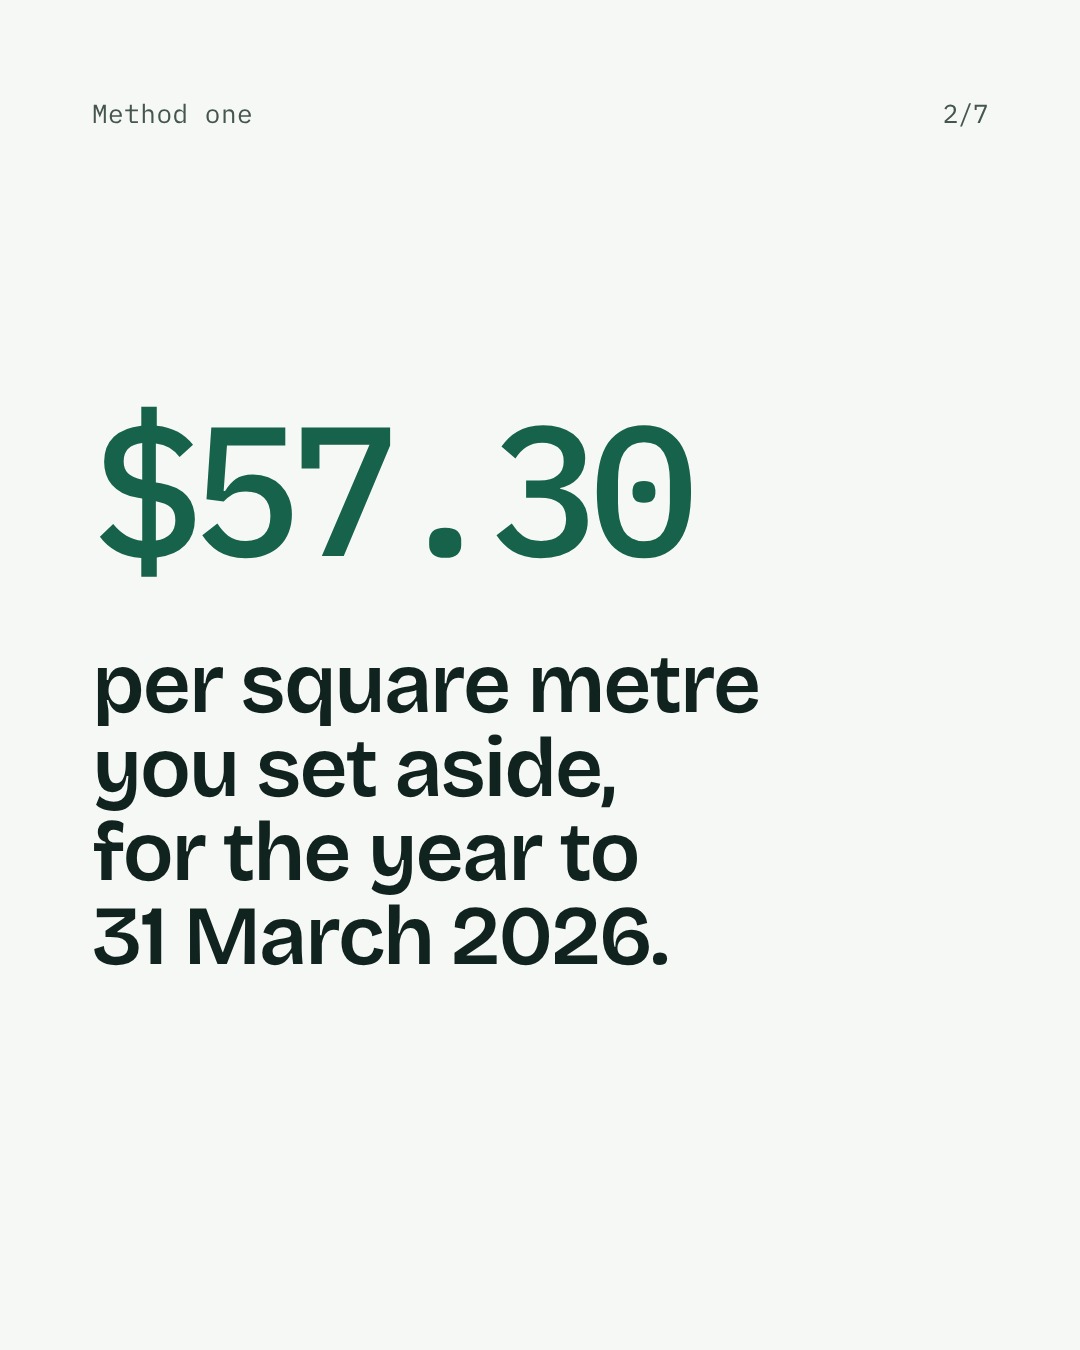 Method one
2/7
$57.30
per square metre
you set aside,
for the year to
31 March 2026.